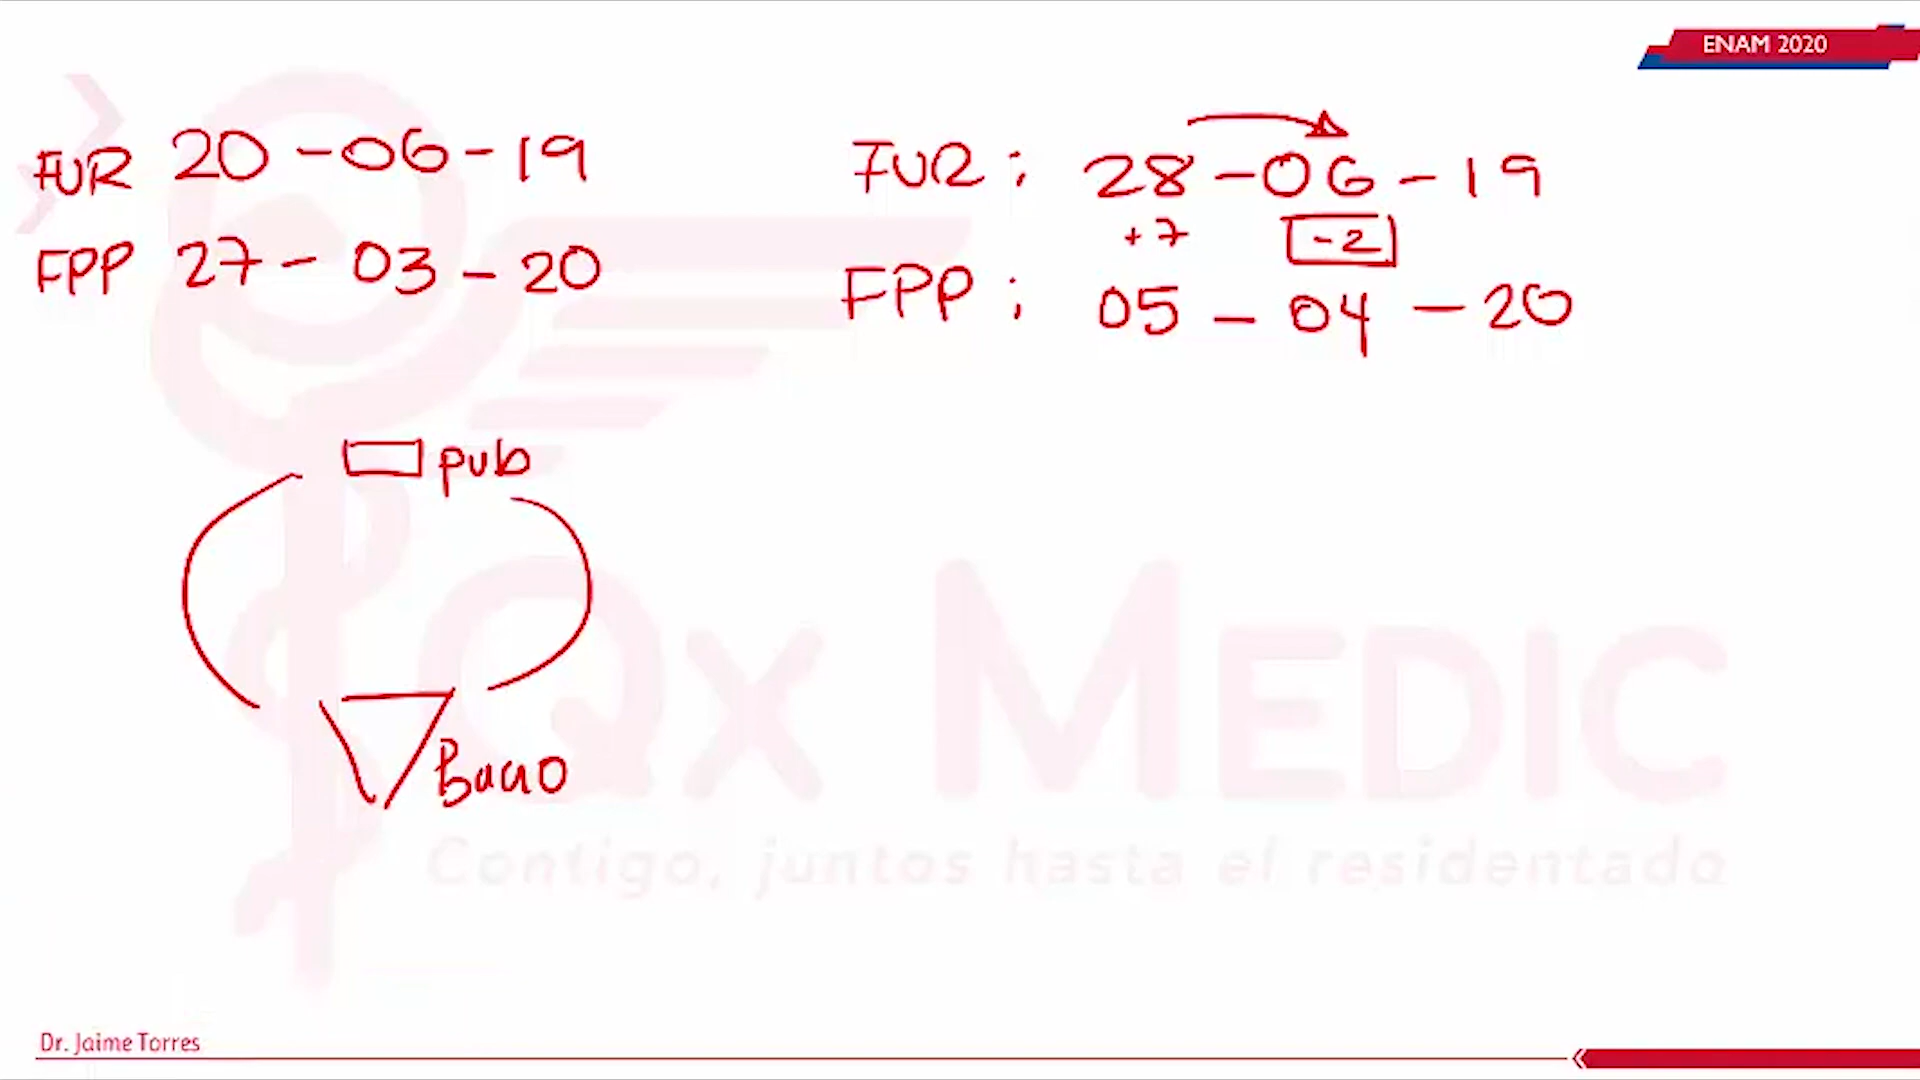 ENAM 2020
FUR 20-06-19
FPP 27-03-20
FUR: 28-06-19
+7 -2
FPP: 05-04-20
pub
QX MEDIC
Contigo, juntos hasta el residentado
Dr. Jaime Torres